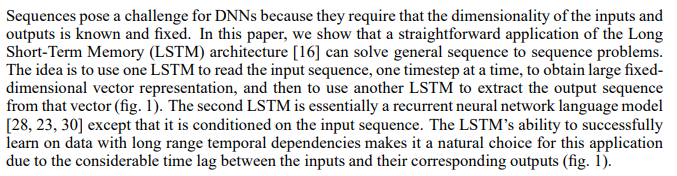 Sequences pose a challenge for DNNs because they require that the dimensionality of the inputs and
outputs is known and fixed. In this paper, we show that a straightforward application of the Long
Short-Term Memory (LSTM) architecture [16] can solve general sequence to sequence problems.
The idea is to use one LSTM to read the input sequence, one timestep at a time, to obtain large fixed-
dimensional vector representation, and then to use another LSTM to extract the output sequence
from that vector (fig. 1). The second LSTM is essentially a recurrent neural network language model
[28, 23, 30] except that it is conditioned on the input sequence. The LSTM's ability to successfully
learn on data with long range temporal dependencies makes it a natural choice for this application
due to the considerable time lag between the inputs and their corresponding outputs (fig. 1).